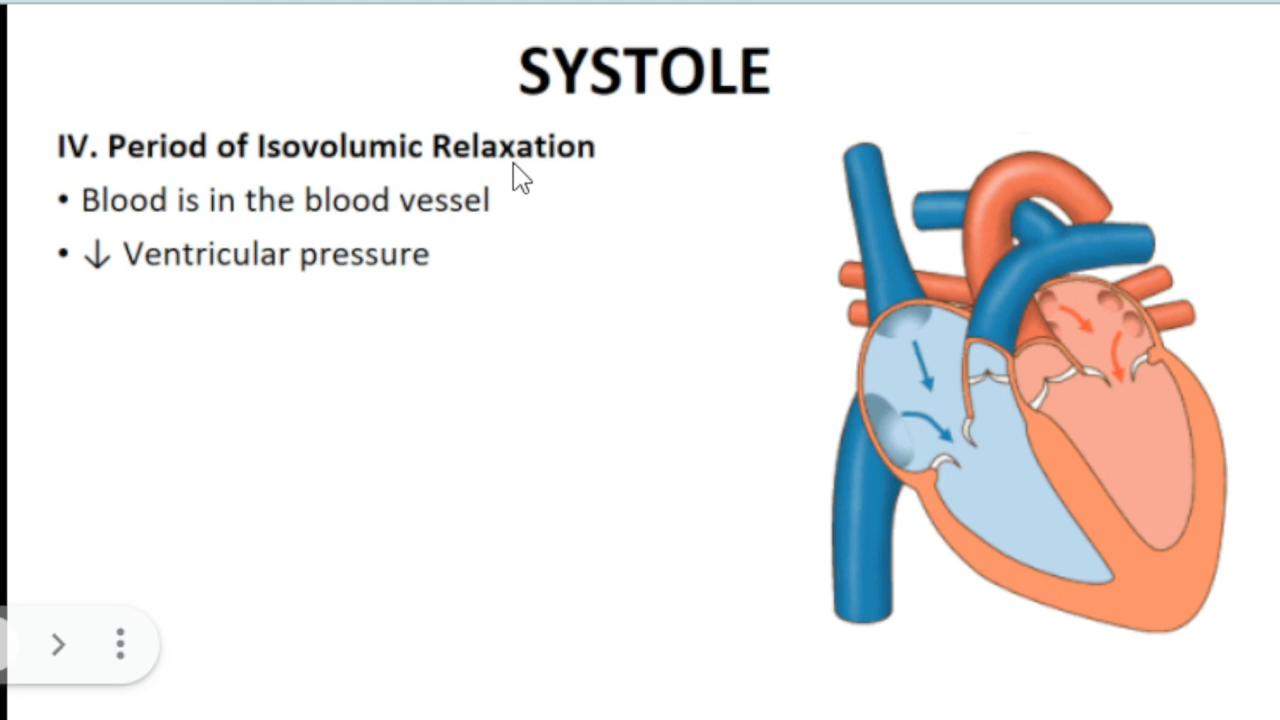 SYSTOLE
IV. Period of Isovolumic Relaxation
• Blood is in the blood vessel
• ↓ Ventricular pressure